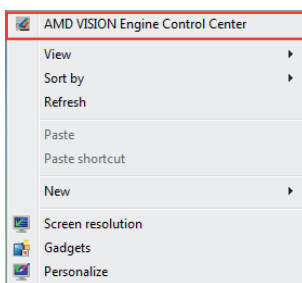 AMD VISION Engine Control Center
View
Sort by
Refresh
Paste
Paste shortcut
New
Screen resolution
Gadgets
Personalize